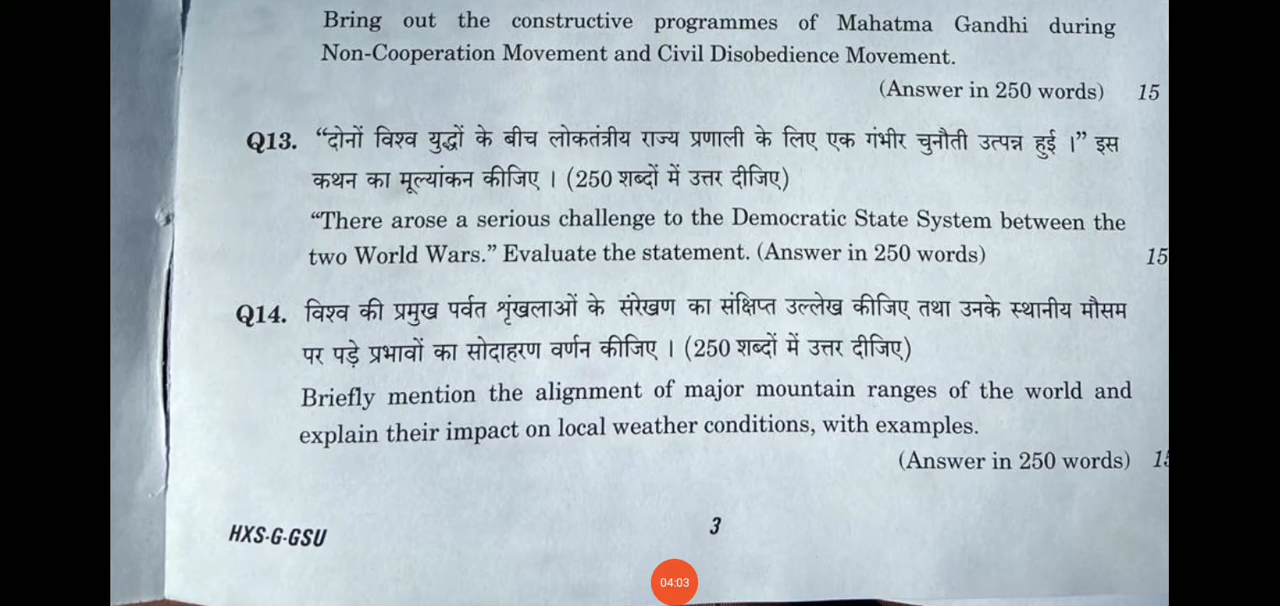 Bring out the constructive programmes of Mahatma Gandhi during
Non-Cooperation Movement and Civil Disobedience Movement.
(Answer in 250 words) 15
Q13. “दोनों विश्व युद्धों के बीच लोकतंत्रीय राज्य प्रणाली के लिए एक गंभीर चुनौती उत्पन्न हुई ।” इस
कथन का मूल्यांकन कीजिए । (250 शब्दों में उत्तर दीजिए)
“There arose a serious challenge to the Democratic State System between the
two World Wars.” Evaluate the statement. (Answer in 250 words) 15
Q14. विश्व की प्रमुख पर्वत शृंखलाओं के संरेखण का संक्षिप्त उल्लेख कीजिए तथा उनके स्थानीय मौसम
पर पड़े प्रभावों का सोदाहरण वर्णन कीजिए । (250 शब्दों में उत्तर दीजिए)
Briefly mention the alignment of major mountain ranges of the world and
explain their impact on local weather conditions, with examples.
(Answer in 250 words)
HXS-G-GSU 3
04:03